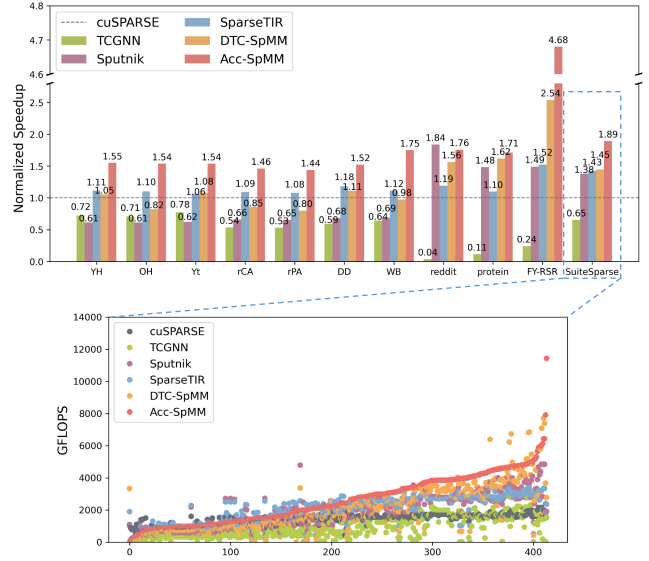 4.8
4.6
2.5
2.0
1.5
1.0
0.5
0.0
Normalized Speedup
cuSPARSE
TCGNN
Sputnik
SparseTIR
DTC-SpMM
Acc-SpMM
0.72 0.61 1.11 1.05 1.55
0.71 0.61 1.10 0.82 1.54
0.78 0.62 1.06 1.08 1.54
0.54 0.66 1.09 0.85 1.46
0.53 0.65 1.08 0.80 1.44
0.59 0.68 1.18 1.11 1.52
0.64 0.69 1.12 0.98 1.75
0.04 1.84 1.19 1.56 1.76
0.11 1.48 1.10 1.62 1.71
0.24 1.49 1.52 2.54 4.68
0.65 1.38 1.43 1.45 1.89
YH OH Yt rCA rPA DD WB reddit protein FY-RSR SuiteSparse
14000
12000
10000
8000
6000
4000
2000
0
GFLOPS
cuSPARSE
TCGNN
Sputnik
SparseTIR
DTC-SpMM
Acc-SpMM
0 100 200 300 400